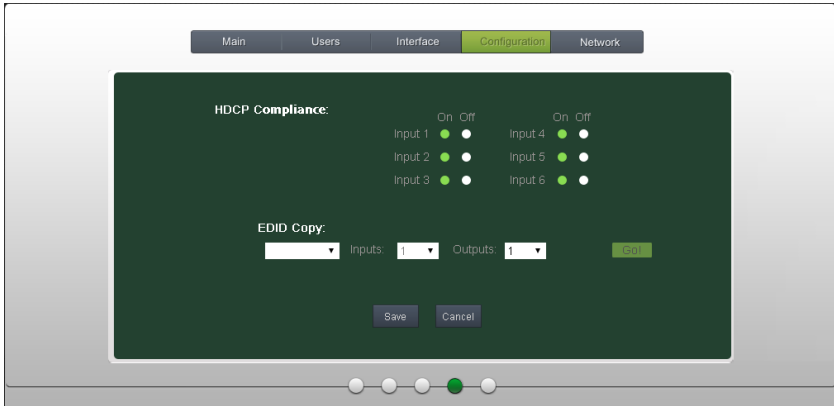 Main Users Interface Configuration Network
HDCP Compliance:
On Off On Off
Input 1 Input 4
Input 2 Input 5
Input 3 Input 6
EDID Copy:
Inputs: 1 Outputs: 1 Go!
Save Cancel